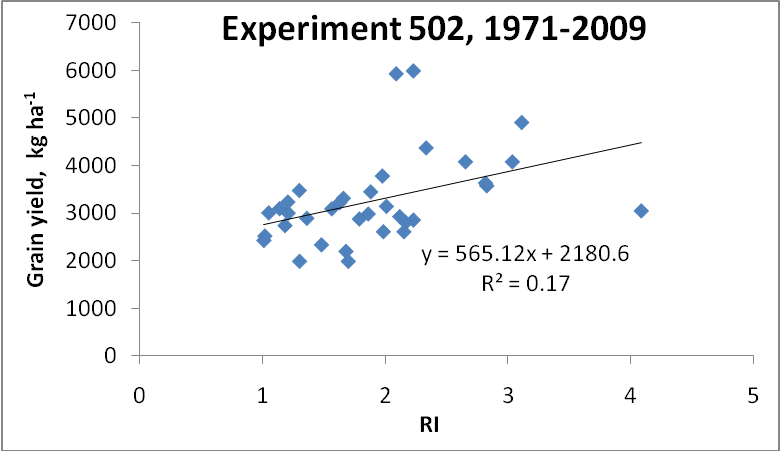 Experiment 502, 1971-2009
Grain yield, kg ha-1
7000
6000
5000
4000
3000
2000
1000
0
y = 565.12x + 2180.6
R² = 0.17
0 1 2 3 4 5
RI